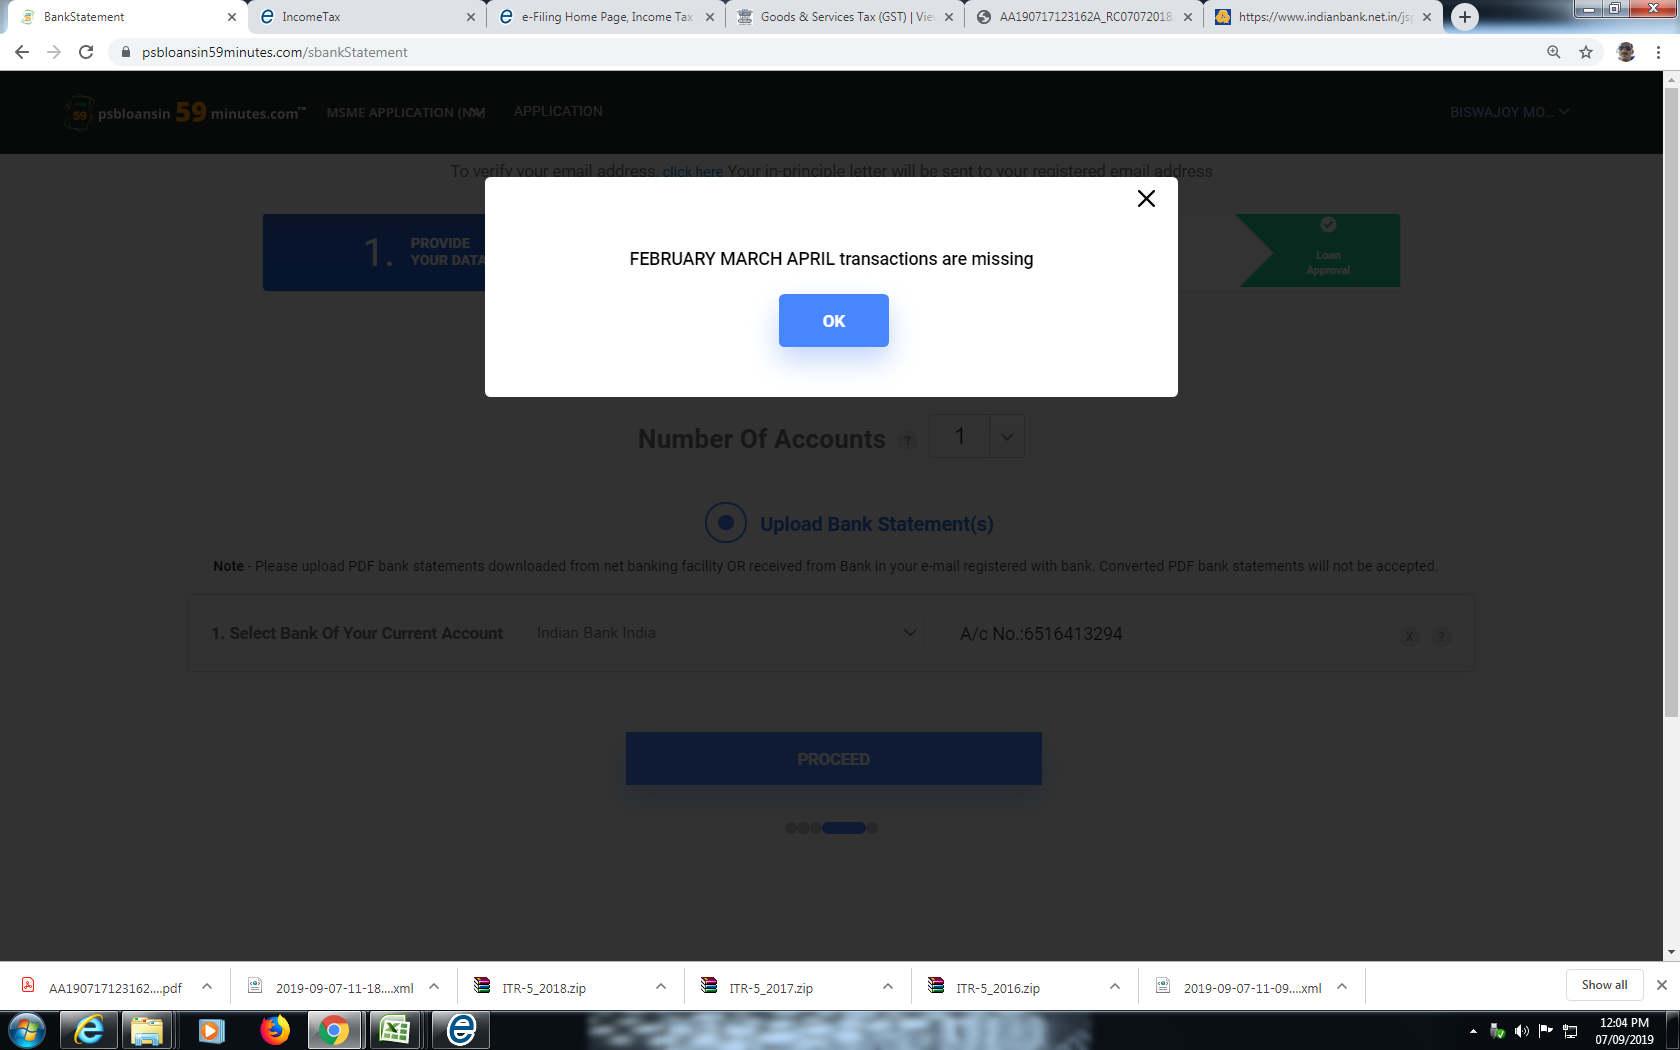 BankStatement
IncomeTax
e-Filing Home Page, Income Tax
Goods & Services Tax (GST) | Vie
AA190717123162A_RC07072018
https://www.indianbank.net.in/jsp
psbloansin59minutes.com/sbankStatement
psbloansin 59 minutes.com™
MSME APPLICATION
APPLICATION
BISWAJOY MO...
To verify your email address, click here Your in-principle letter will be sent to your registered email address
1. PROVIDE
YOUR DATA
Loan
Approval
FEBRUARY MARCH APRIL transactions are missing
OK
Number Of Accounts ? 1
Upload Bank Statement(s)
Note - Please upload PDF bank statements downloaded from net banking facility OR received from Bank in your e-mail registered with bank. Converted PDF bank statements will not be accepted.
1. Select Bank Of Your Current Account Indian Bank India A/c No.:6516413294 X ?
PROCEED
AA190717123162....pdf
2019-09-07-11-18....xml
ITR-5_2018.zip
ITR-5_2017.zip
ITR-5_2016.zip
2019-09-07-11-09....xml
Show all
12:04 PM
07/09/2019